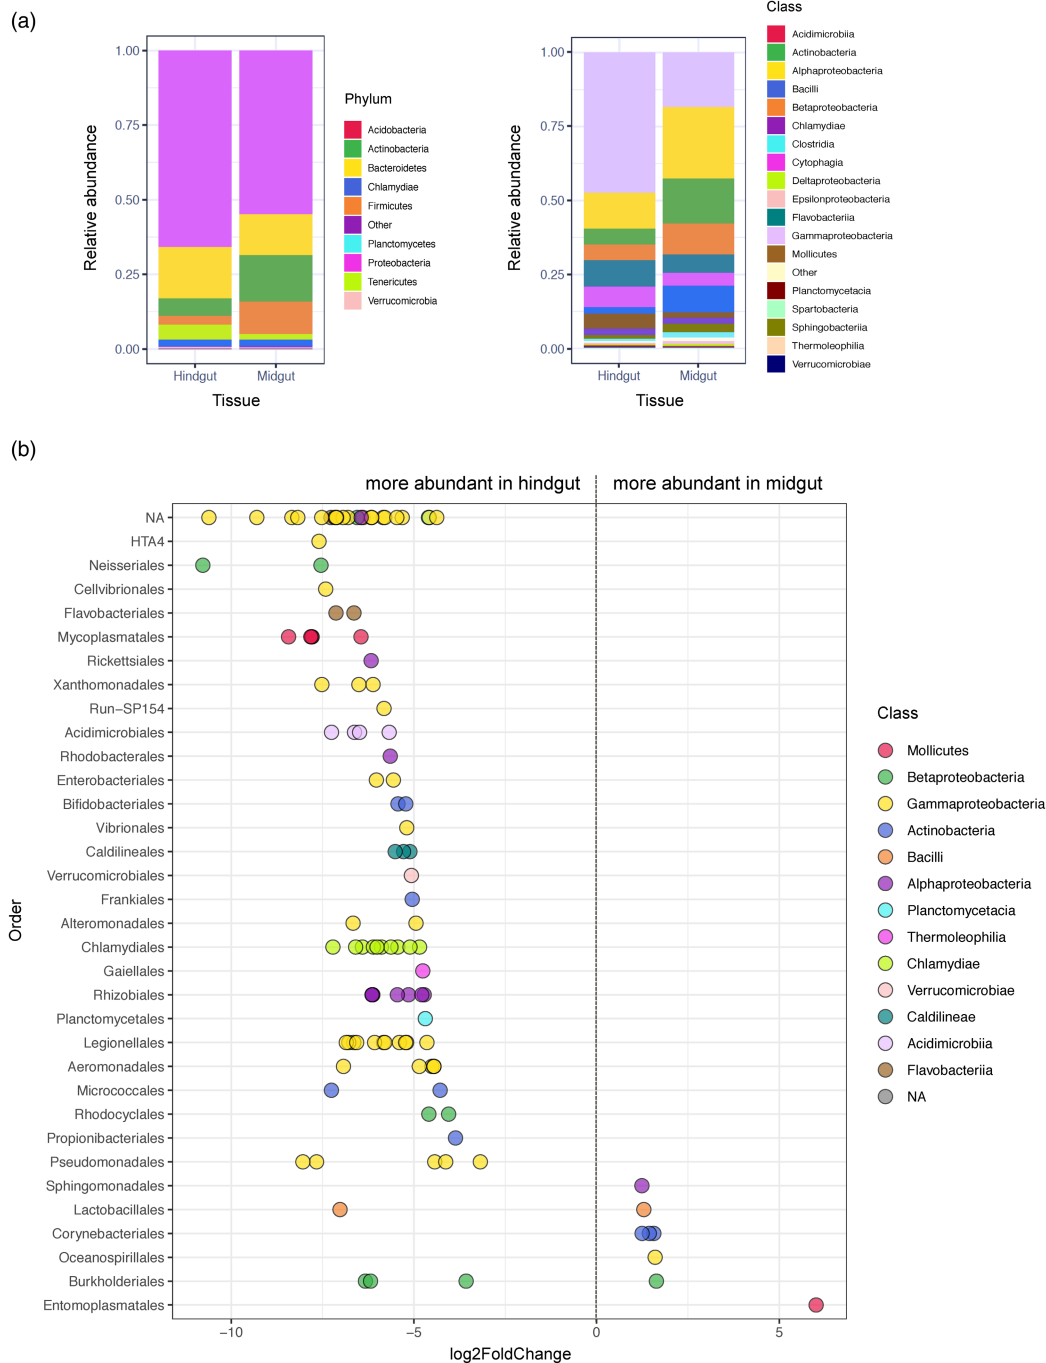 (a)
Relative abundance
1.00
0.75
0.50
0.25
0.00
Hindgut
Midgut
Tissue
Phylum
Acidobacteria
Actinobacteria
Bacteroidetes
Chlamydiae
Firmicutes
Other
Planctomycetes
Proteobacteria
Tenericutes
Verrucomicrobia
Relative abundance
1.00
0.75
0.50
0.25
0.00
Hindgut
Midgut
Tissue
Class
Acidimicrobiia
Actinobacteria
Alphaproteobacteria
Bacilli
Betaproteobacteria
Chlamydiae
Clostridia
Cytophagia
Deltaproteobacteria
Epsilonproteobacteria
Flavobacteriia
Gammaproteobacteria
Mollicutes
Other
Planctomycetacia
Spartobacteria
Sphingobacteriia
Thermoleophilia
Verrucomicrobiae
(b)
more abundant in hindgut
more abundant in midgut
Order
NA
HTA4
Neisseriales
Cellvibrionales
Flavobacteriales
Mycoplasmatales
Rickettsiales
Xanthomonadales
Run−SP154
Acidimicrobiales
Rhodobacterales
Enterobacteriales
Bifidobacteriales
Vibrionales
Caldilineales
Verrucomicrobiales
Frankiales
Alteromonadales
Chlamydiales
Gaiellales
Rhizobiales
Planctomycetales
Legionellales
Aeromonadales
Micrococcales
Rhodocyclales
Propionibacteriales
Pseudomonadales
Sphingomonadales
Lactobacillales
Corynebacteriales
Oceanospirillales
Burkholderiales
Entomoplasmatales
−10
−5
0
5
log2FoldChange
Class
Mollicutes
Betaproteobacteria
Gammaproteobacteria
Actinobacteria
Bacilli
Alphaproteobacteria
Planctomycetacia
Thermoleophilia
Chlamydiae
Verrucomicrobiae
Caldilineae
Acidimicrobiia
Flavobacteriia
NA